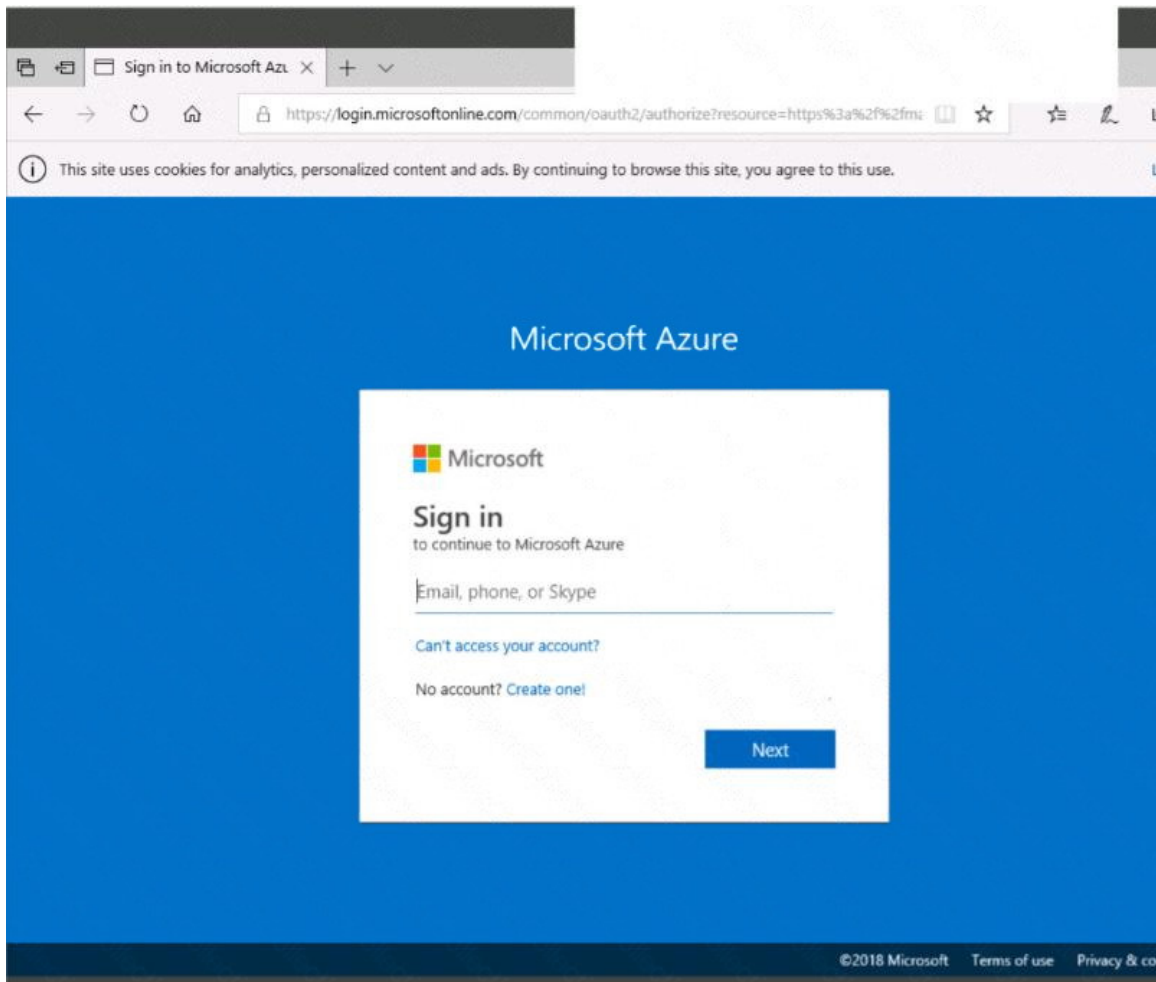 Sign in to Microsoft Az
https://login.microsoftonline.com/common/oauth2/authorize?resource=https%3a%2f%2fma
This site uses cookies for analytics, personalized content and ads. By continuing to browse this site, you agree to this use.
Microsoft Azure
Microsoft
Sign in
to continue to Microsoft Azure
Email, phone, or Skype
Can't access your account?
No account? Create one!
Next
©2018 Microsoft Terms of use Privacy & co